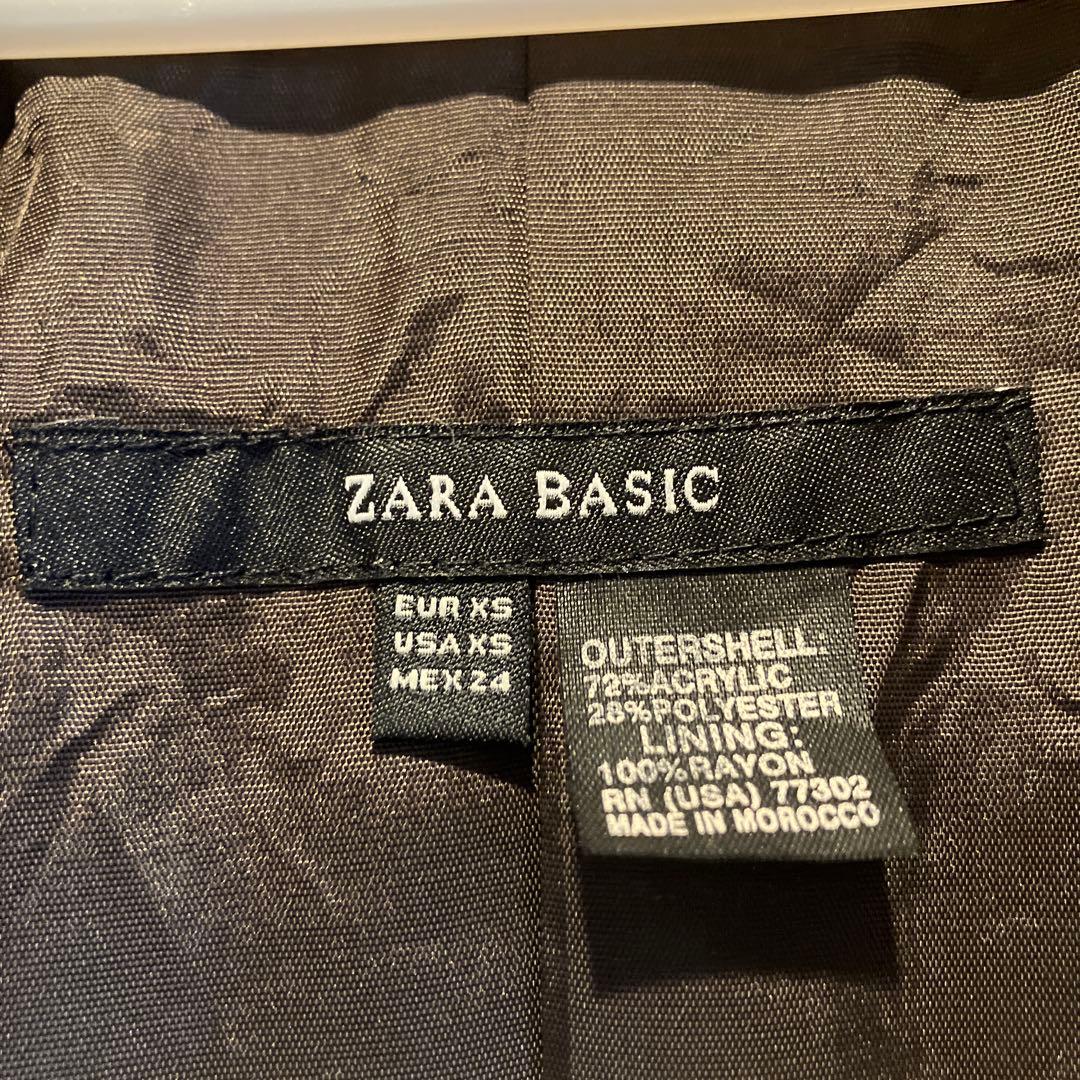 ZARA BASIC
EUR XS
USA XS
MEX 24
OUTERSHELL:
72%ACRYLIC
28%POLYESTER
LINING:
100%RAYON
RN (USA) 77302
MADE IN MOROCCO